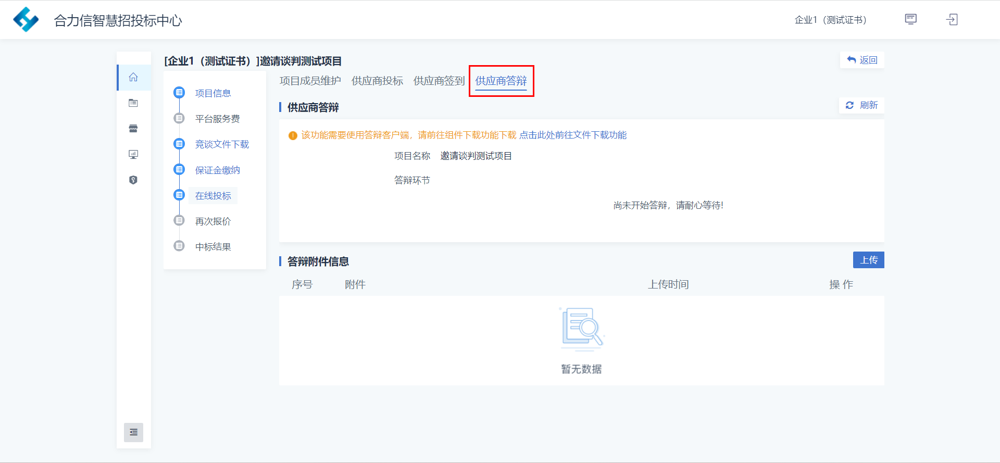 合力信智慧招投标中心
企业1（测试证书）
[企业1（测试证书）]邀请谈判测试项目
返回
项目成员维护 供应商投标 供应商签到 供应商答辩
项目信息
平台服务费
竞谈文件下载
保证金缴纳
在线投标
再次报价
中标结果
供应商答辩
刷新
该功能需要使用答辩客户端，请前往组件下载功能下载 点击此处前往文件下载功能
项目名称 邀请谈判测试项目
答辩环节
尚未开始答辩，请耐心等待!
答辩附件信息
上传
序号 附件 上传时间 操 作
暂无数据